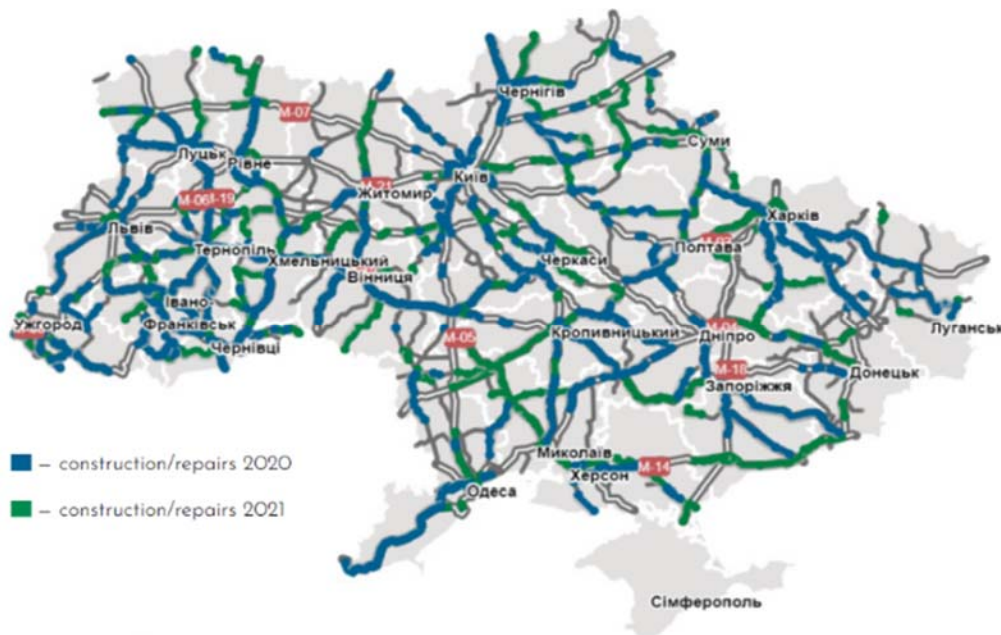 Чернігів
М-07
Суми
Луцьк
Рівне
Київ
Житомир
М-06
М-19
Харків
Львів
Полтава
Тернопіль
Хмельницький
Черкаси
Вінниця
Івано-
Франківськ
Ужгород
Луганськ
Кропивницький
М-05
Дніпро
Чернівці
Донецьк
М-18
Запоріжжя
– construction/repairs 2020
Миколаїв
М-14
Херсон
Одеса
– construction/repairs 2021
Сімферополь